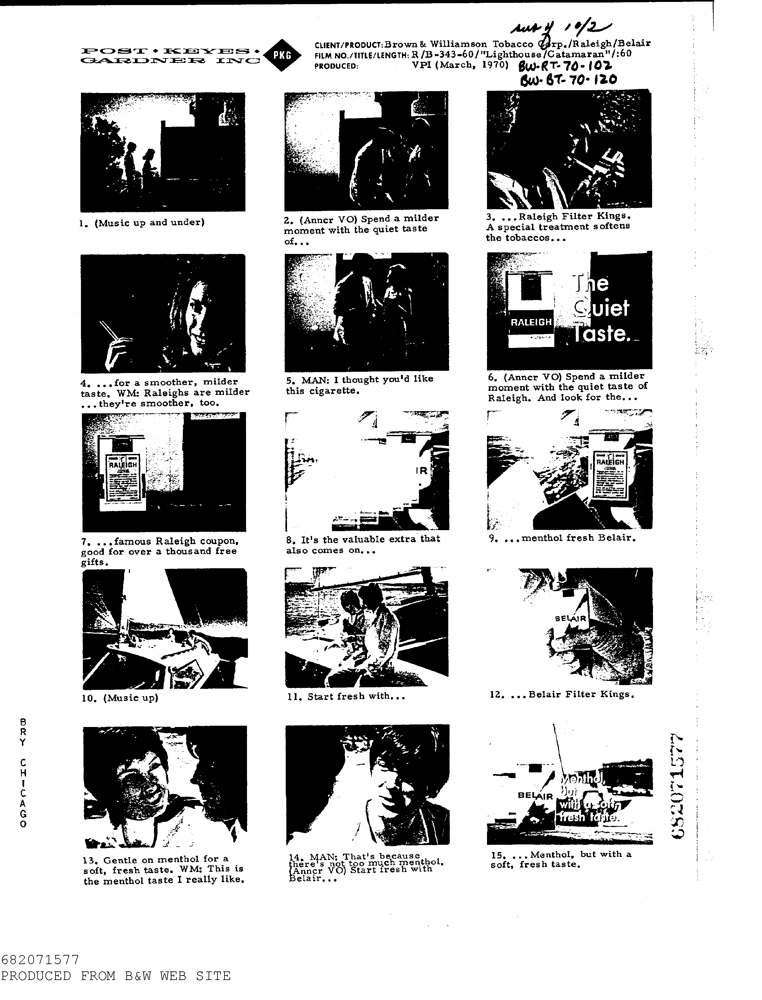 POST • KEYES • GARDNER INC
PKG
CLIENT/PRODUCT: Brown & Williamson Tobacco Corp./Raleigh/Belair
FILM NO./TITLE/LENGTH: R/B-343-60/"Lighthouse/Catamaran"/:60
PRODUCED: VPI (March, 1970) BW-RT-70-102
BW-BT-70-120
10/2
1. (Music up and under)
2. (Anncr VO) Spend a milder
moment with the quiet taste
of...
3. ...Raleigh Filter Kings.
A special treatment softens
the tobaccos...
4. ...for a smoother, milder
taste. WM: Raleighs are milder
...they're smoother, too.
5. MAN: I thought you'd like
this cigarette.
RALEIGH
The
Quiet
Taste.
6. (Anncr VO) Spend a milder
moment with the quiet taste of
Raleigh. And look for the...
RALEIGH
7. ...famous Raleigh coupon,
good for over a thousand free
gifts.
8. It's the valuable extra that
also comes on...
RALEIGH
9. ...menthol fresh Belair.
10. (Music up)
11. Start fresh with...
BELAIR
12. ...Belair Filter Kings.
13. Gentle on menthol for a
soft, fresh taste. WM: This is
the menthol taste I really like.
14. MAN: That's because
there's not too much menthol.
(Anncr VO) Start fresh with
Belair...
BELAIR
Menthol,
But
with a soft,
fresh taste.
15. ...Menthol, but with a
soft, fresh taste.
BRY CHICAGO
682071577
682071577
PRODUCED FROM B&W WEB SITE